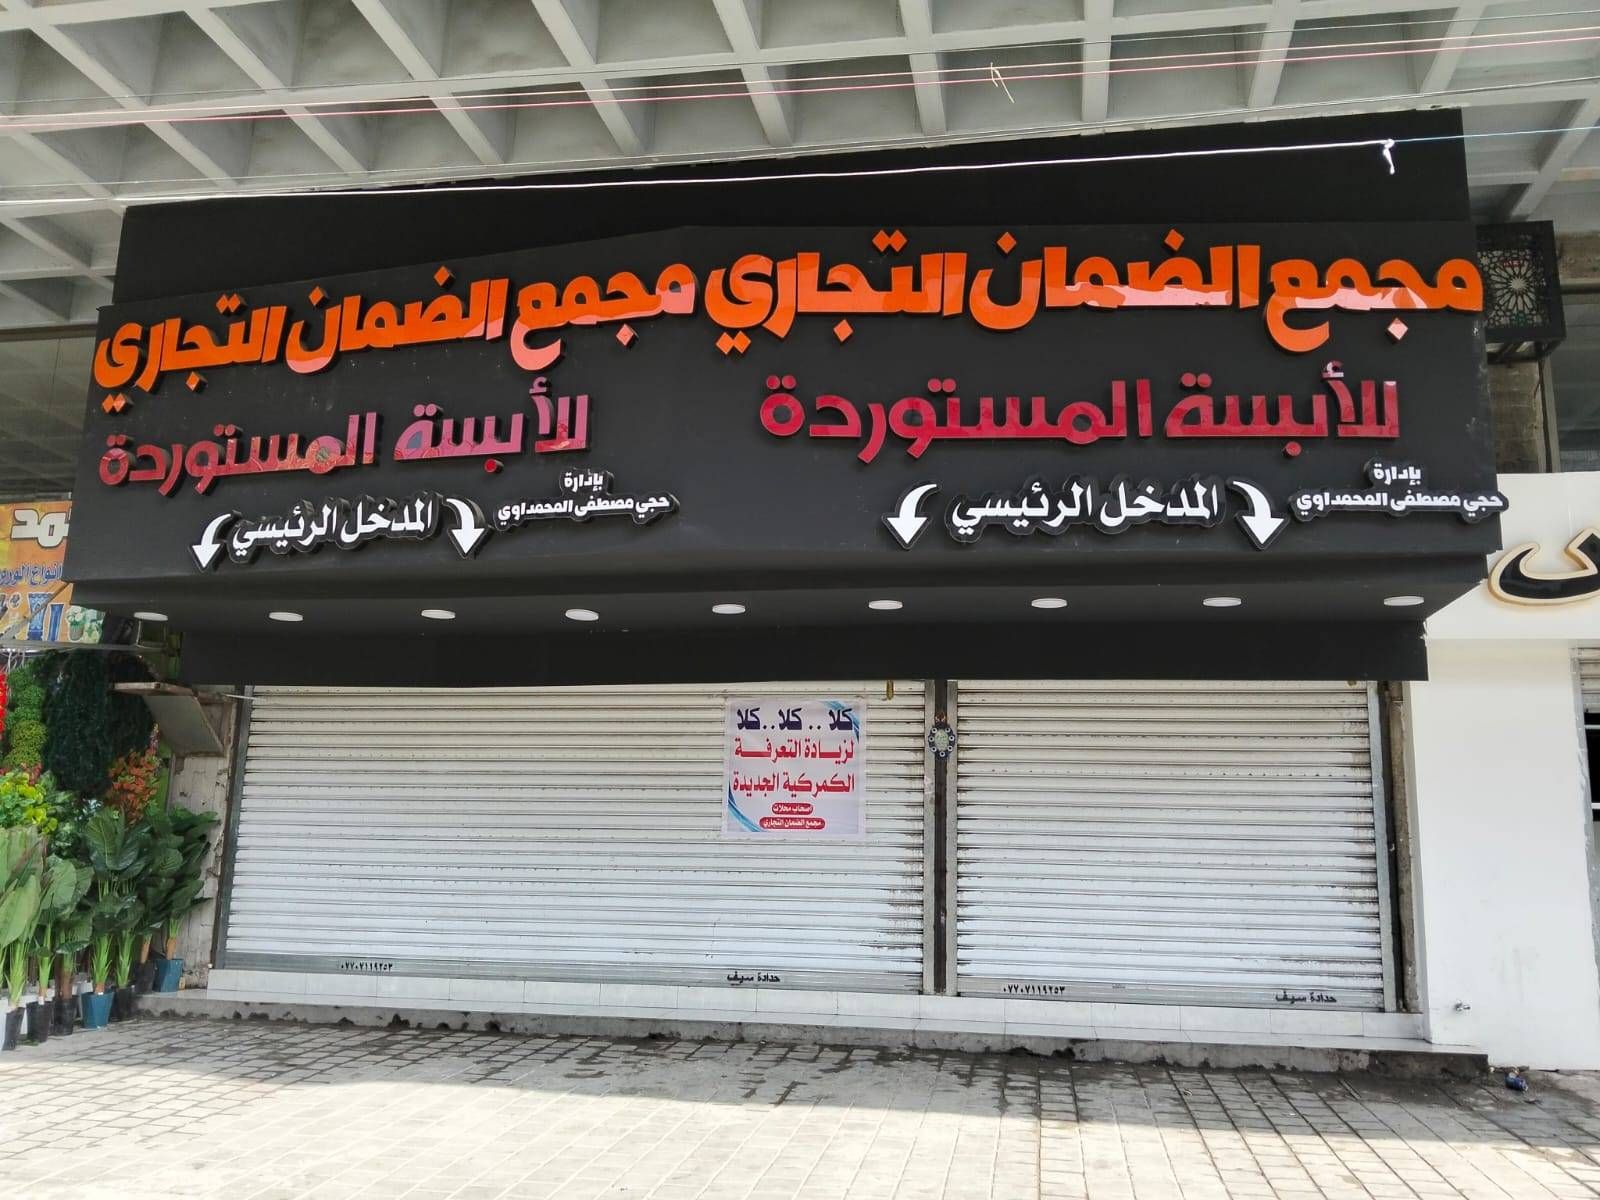 مجمع الضمان التجاري
للأبسة المستوردة
بإدارة
حجي مصطفى المحمداوي
المدخل الرئيسي
مجمع الضمان التجاري
للأبسة المستوردة
بإدارة
حجي مصطفى المحمداوي
المدخل الرئيسي
كلا .. كلا .. كلا
لزيادة التعرفة
الكمركية الجديدة
اصحاب محلات
مجمع الضمان التجاري
حدادة سيف
٠٧٧٠٧١١٩٢٥٣
حدادة سيف
٠٧٧٠٧١١٩٢٥٣